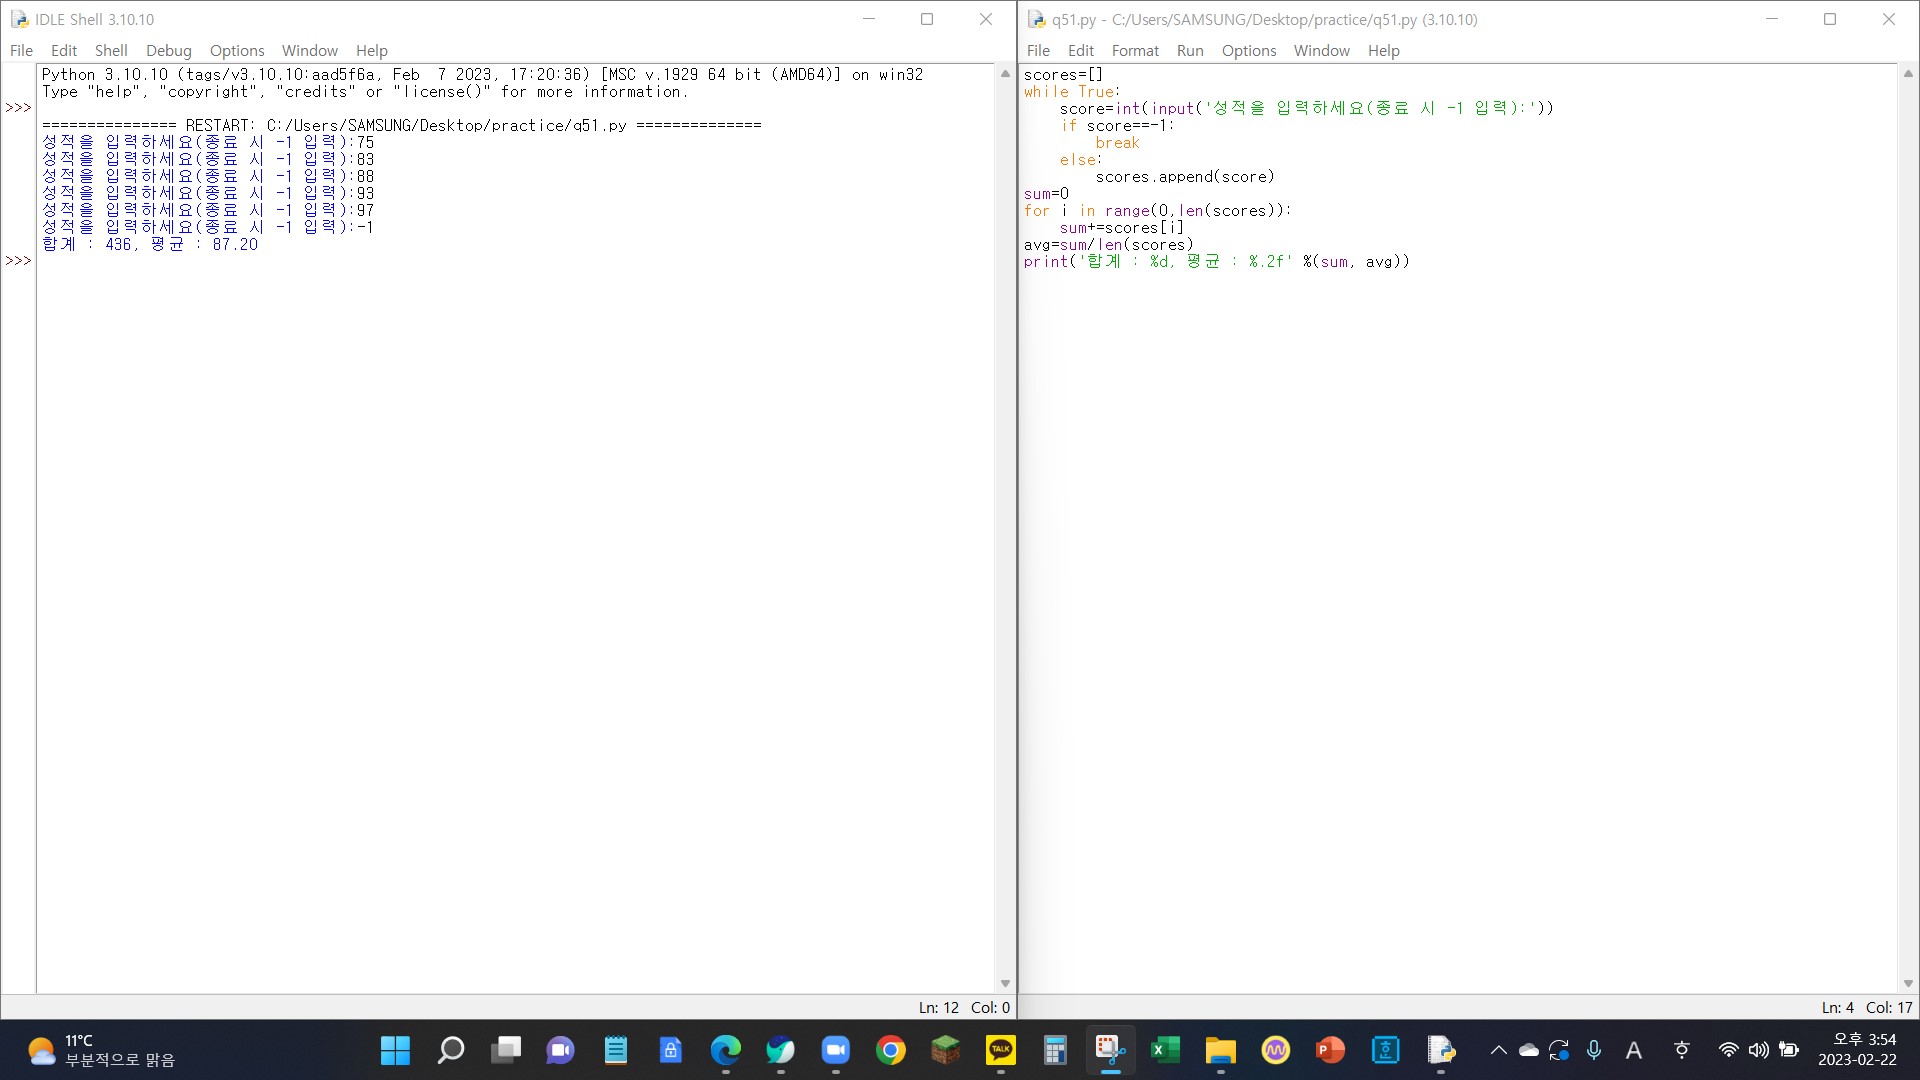 IDLE Shell 3.10.10
File Edit Shell Debug Options Window Help
Python 3.10.10 (tags/v3.10.10:aad5f6a, Feb  7 2023, 17:20:36) [MSC v.1929 64 bit (AMD64)] on win32
Type "help", "copyright", "credits" or "license()" for more information.
>>>
=============== RESTART: C:/Users/SAMSUNG/Desktop/practice/q51.py ==============
성적을 입력하세요(종료 시 -1 입력):75
성적을 입력하세요(종료 시 -1 입력):83
성적을 입력하세요(종료 시 -1 입력):88
성적을 입력하세요(종료 시 -1 입력):93
성적을 입력하세요(종료 시 -1 입력):97
성적을 입력하세요(종료 시 -1 입력):-1
합계 : 436, 평균 : 87.20
>>>
Ln: 12 Col: 0
q51.py - C:/Users/SAMSUNG/Desktop/practice/q51.py (3.10.10)
File Edit Format Run Options Window Help
scores=[]
while True:
    score=int(input('성적을 입력하세요(종료 시 -1 입력):'))
    if score==-1:
        break
    else:
        scores.append(score)
sum=0
for i in range(0,len(scores)):
    sum+=scores[i]
avg=sum/len(scores)
print('합계 : %d, 평균 : %.2f' %(sum, avg))
Ln: 4 Col: 17
11°C
부분적으로 맑음
TALK
X
P
For
A
오후 3:54
2023-02-22